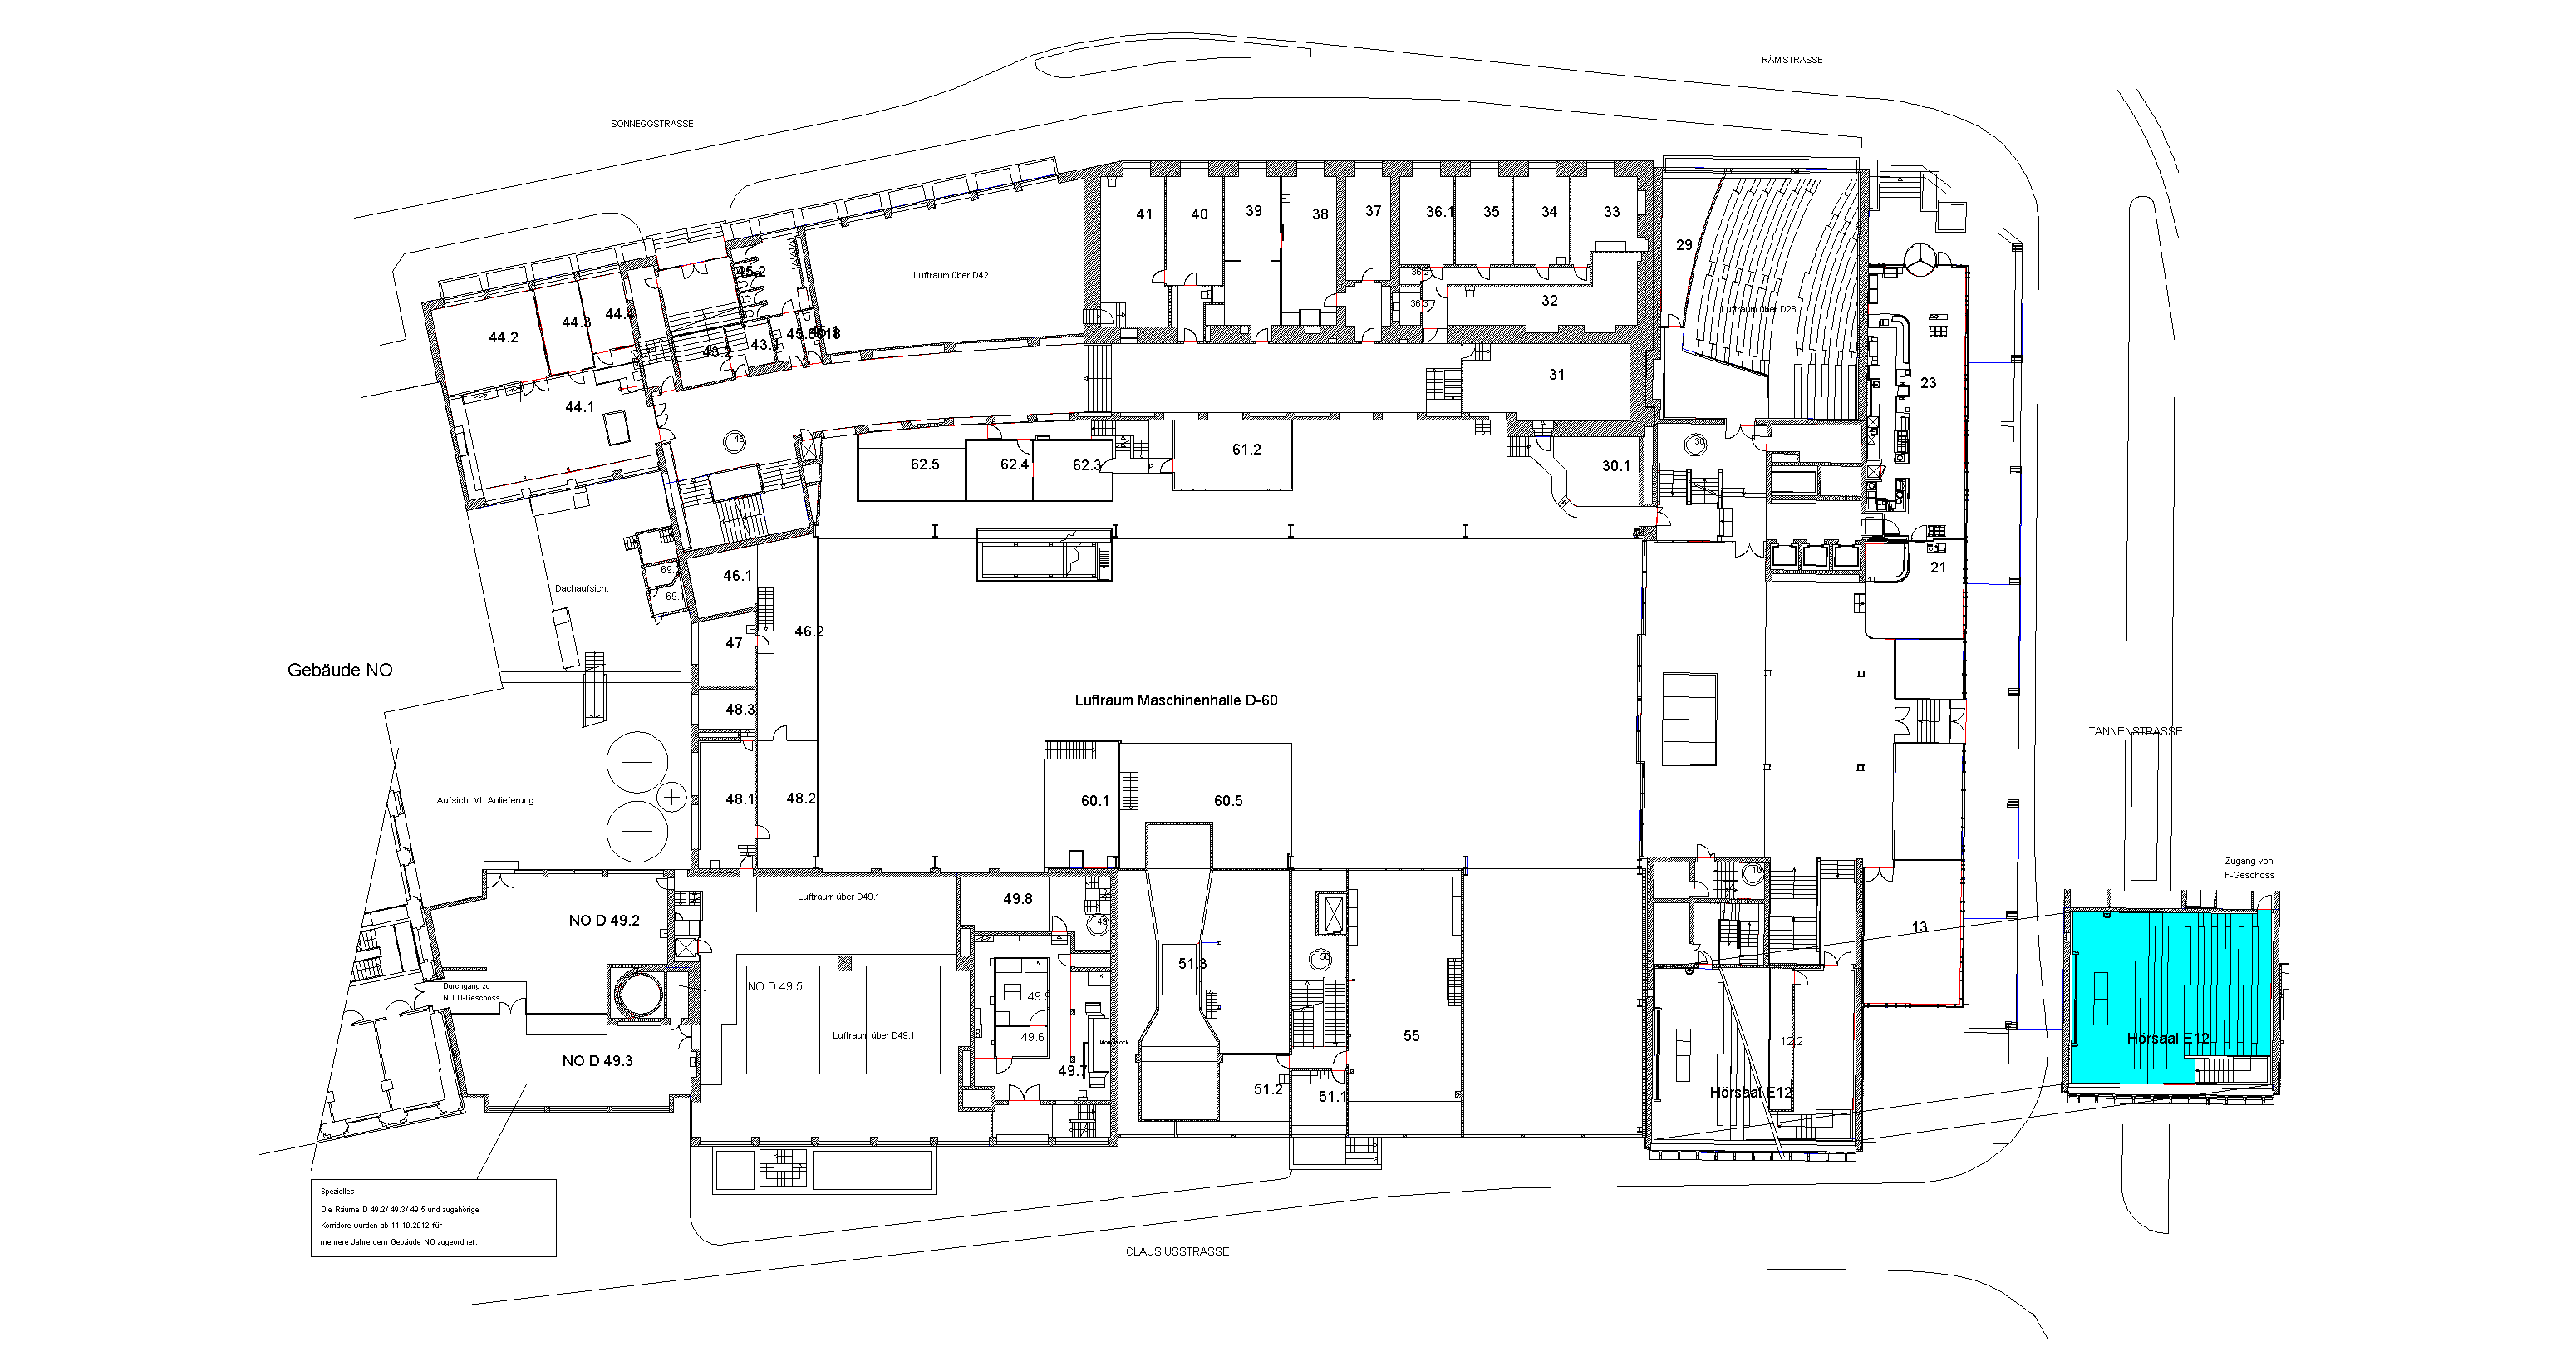 RÄMISTRASSE
SONNEGGSTRASSE
41
40
39
38
37
36.1
35
34
33
29
45.2
Luftraum über D42
36.2
36.3
32
Luftraum über D28
44.4
44.3
44.2
43.1
43.2
31
23
44.1
45
30
61.2
62.5
62.4
62.3
30.1
69.1
46.1
21
Dachaufsicht
46.2
47
Gebäude NO
48.3
Luftraum Maschinenhalle D-60
TANNENSTRASSE
Aufsicht ML Anlieferung
48.1
48.2
60.1
60.5
Zugang von
F-Geschoss
10
Luftraum über D49.1
49.8
49
NO D 49.2
13
50
51.3
Durchgang zu
NO D-Geschoss
NO D 49.5
49.9
Luftraum über D49.1
49.6
55
12.2
Hörsaal E12
NO D 49.3
49.7
51.2
51.1
Hörsaal E12
Spezielles:
Die Räume D 49.2/ 49.3/ 49.5 und zugehörige
Korridore wurden ab 11.10.2012 für
mehrere Jahre dem Gebäude NO zugeordnet.
CLAUSIUSSTRASSE